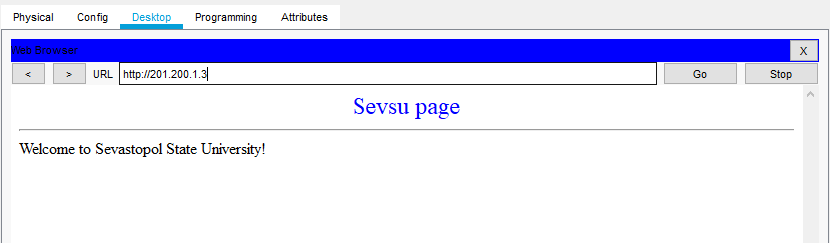 Physical Config Desktop Programming Attributes
Web Browser X
< > URL http://201.200.1.3 Go Stop
Sevsu page
Welcome to Sevastopol State University!